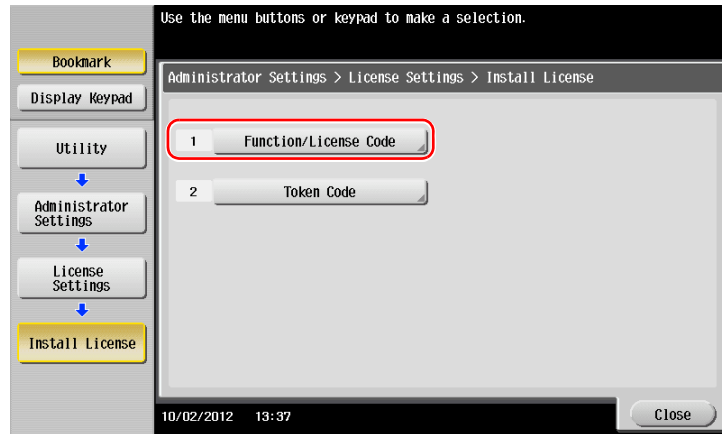 Use the menu buttons or keypad to make a selection.
Bookmark
Display Keypad
Utility
Administrator
Settings
License
Settings
Install License
Administrator Settings > License Settings > Install License
1 Function/License Code
2 Token Code
10/02/2012 13:37
Close